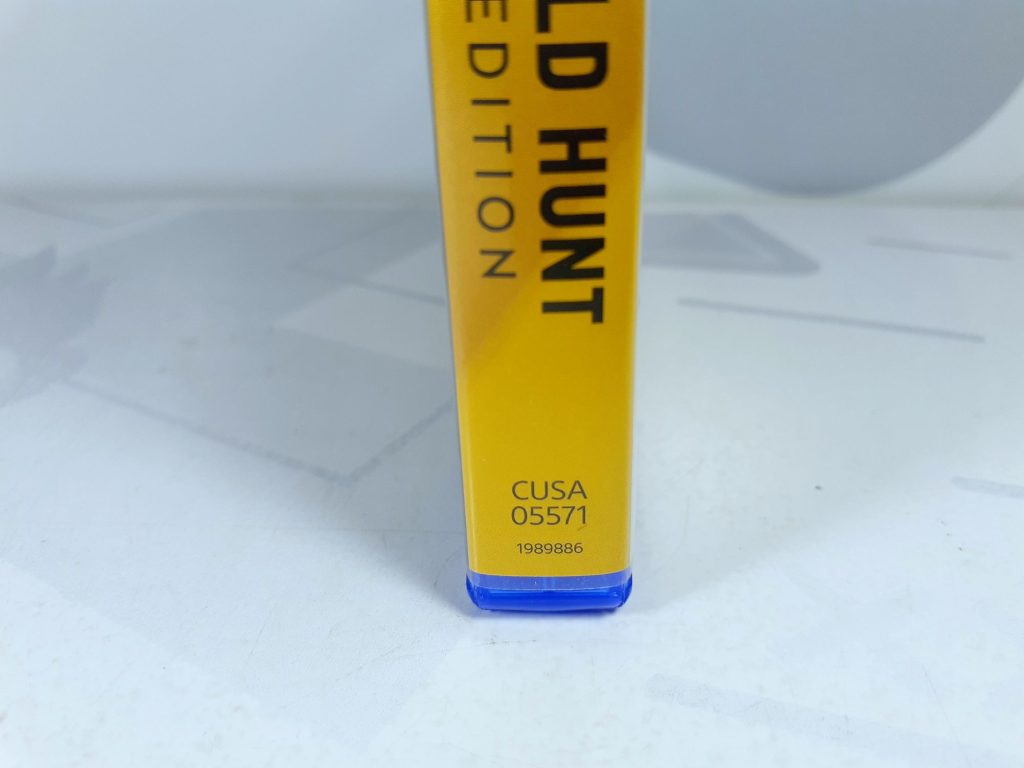 LD HUNT
EDITION
CUSA
05571
1989886